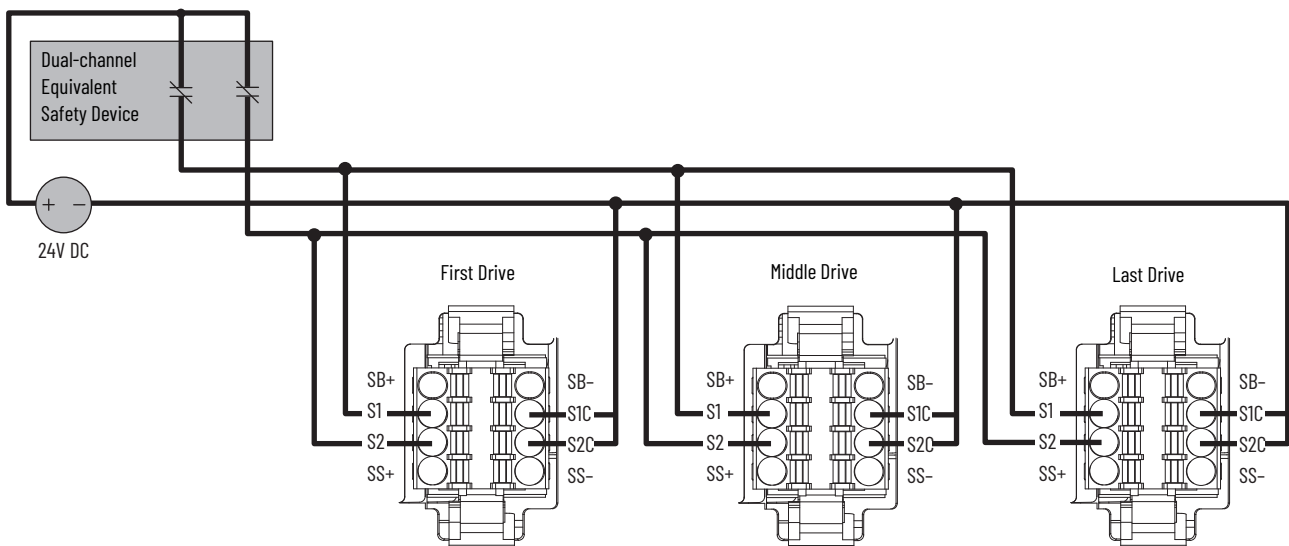 Dual-channel
Equivalent
Safety Device
+ −
24V DC
First Drive
Middle Drive
Last Drive
SB+ SB−
S1 S1C
S2 S2C
SS+ SS−
SB+ SB−
S1 S1C
S2 S2C
SS+ SS−
SB+ SB−
S1 S1C
S2 S2C
SS+ SS−